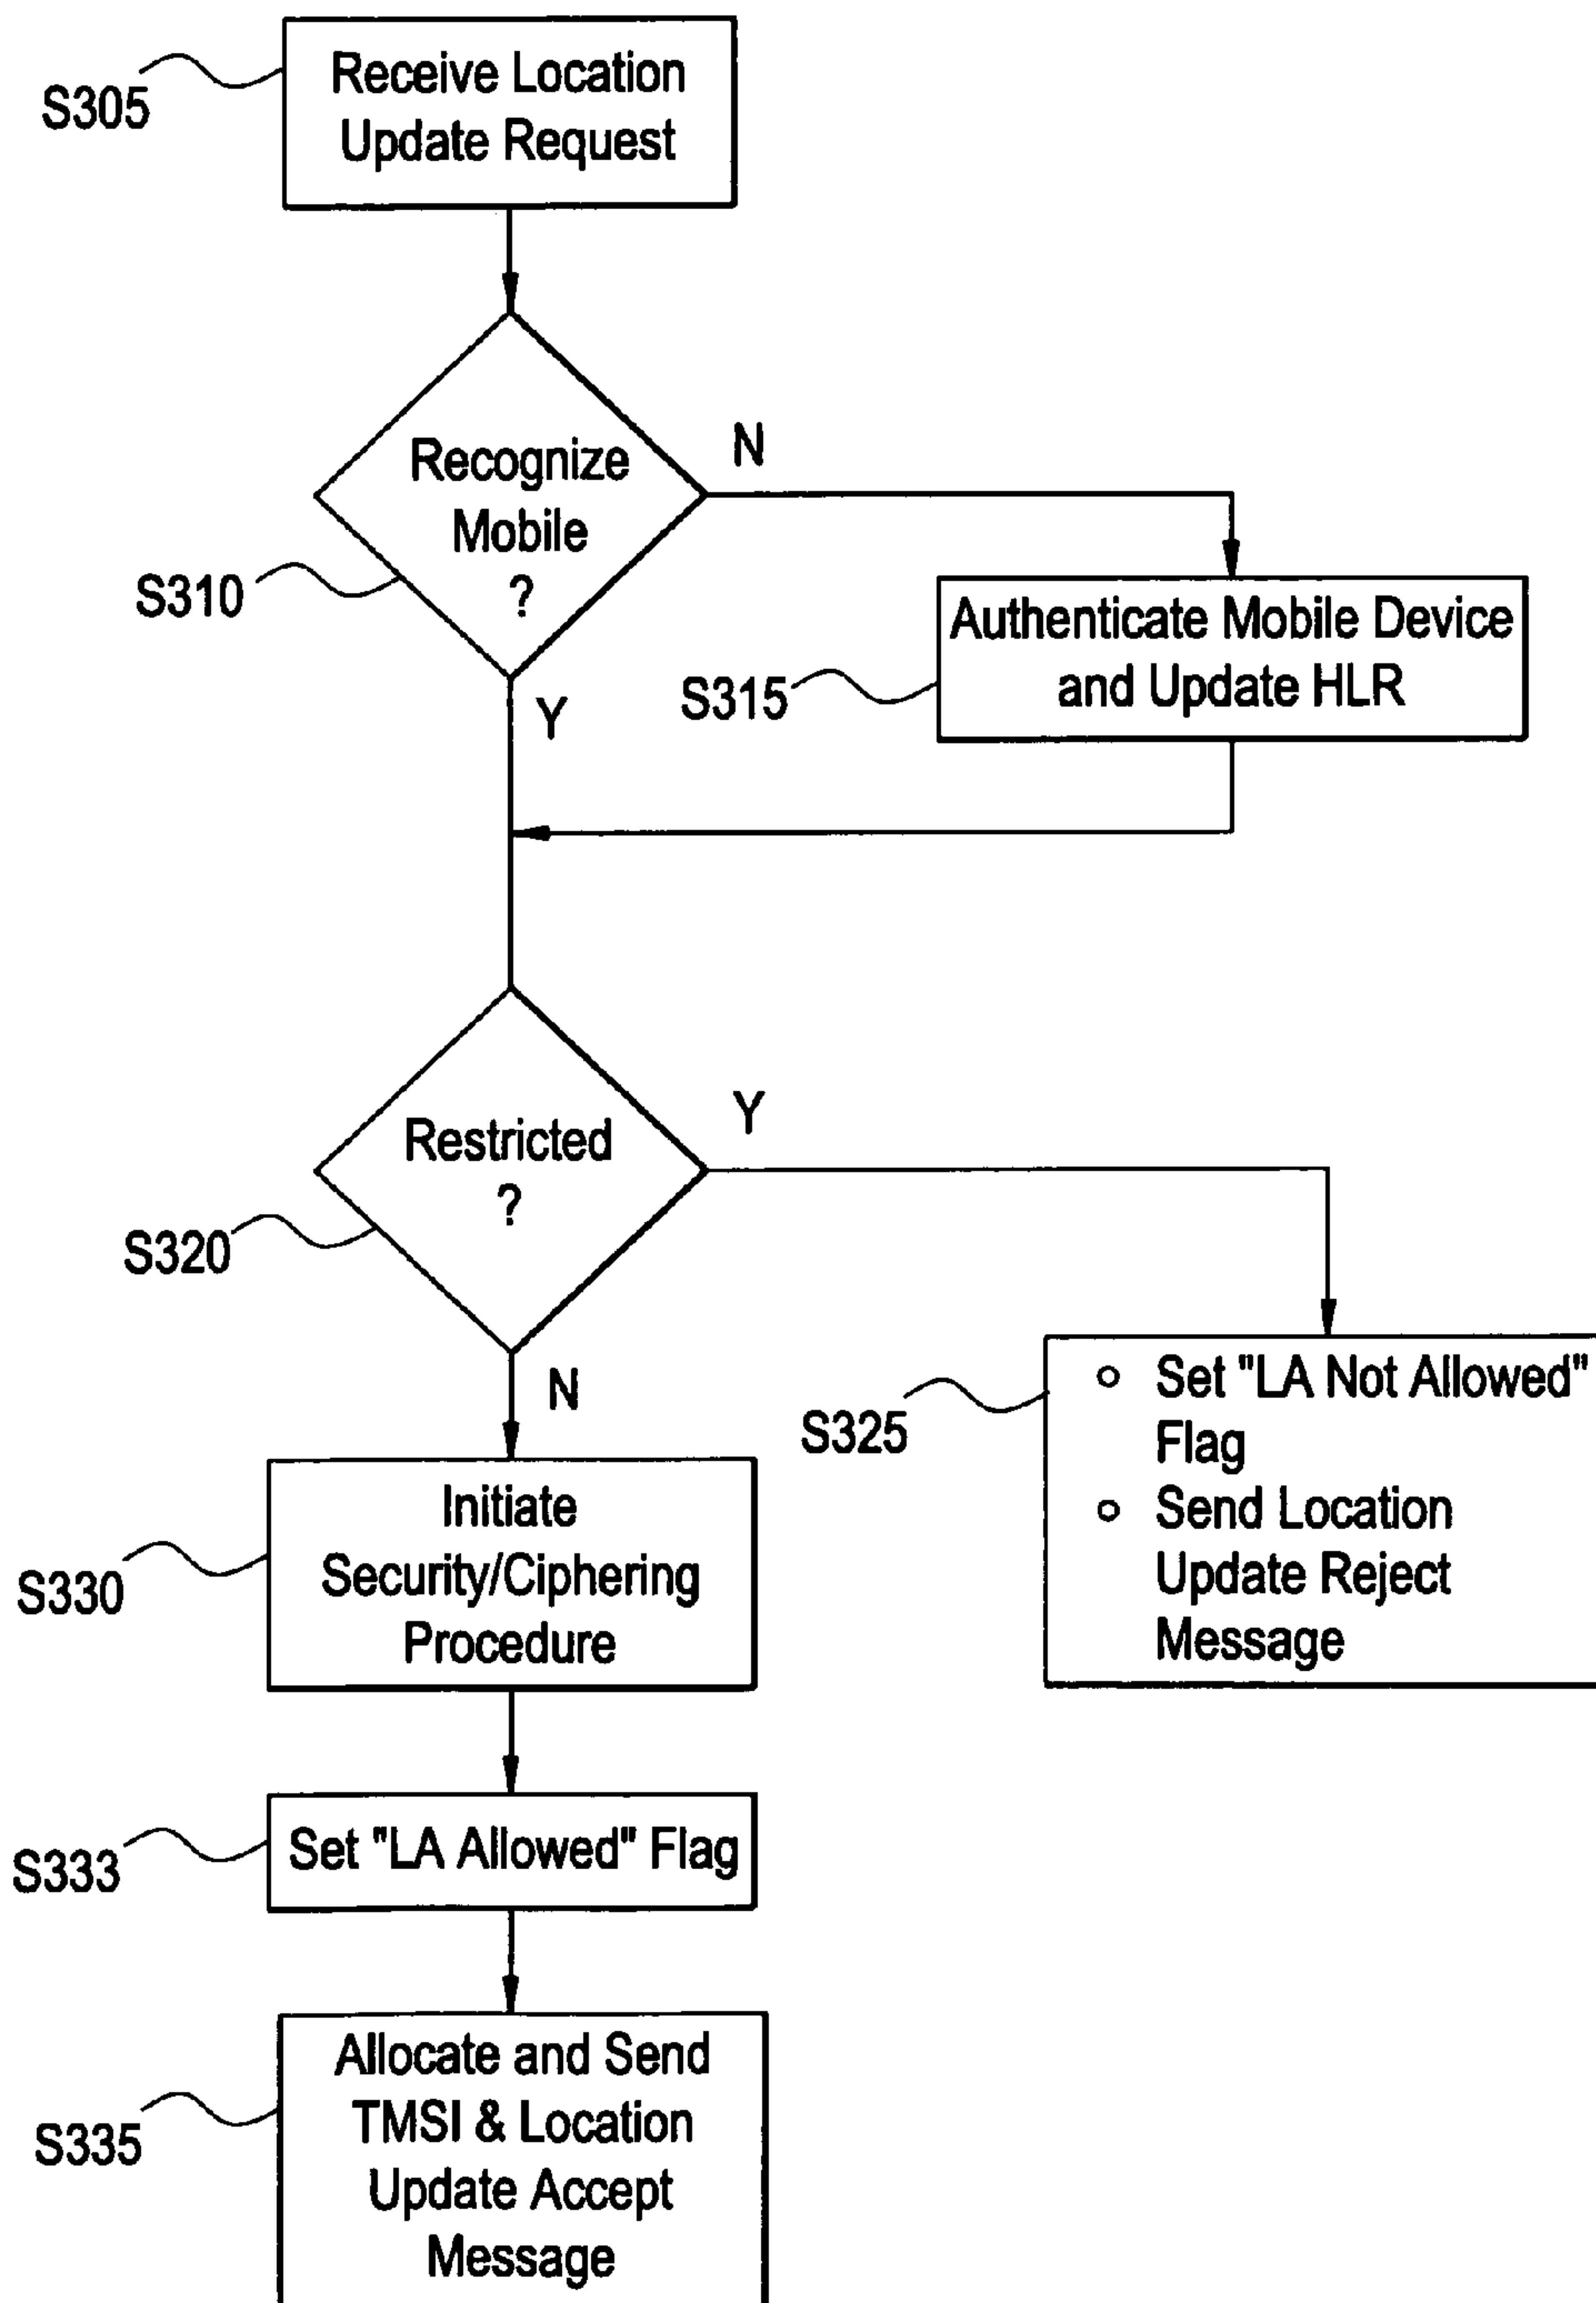 Receive Location
Update Request
S305
Recognize
Mobile
?
N
S310
Y
Authenticate Mobile Device
and Update HLR
S315
Restricted
?
Y
S320
N
○ Set "LA Not Allowed"
Flag
○ Send Location
Update Reject
Message
S325
Initiate
Security/Ciphering
Procedure
S330
Set "LA Allowed" Flag
S333
Allocate and Send
TMSI & Location
Update Accept
Message
S335